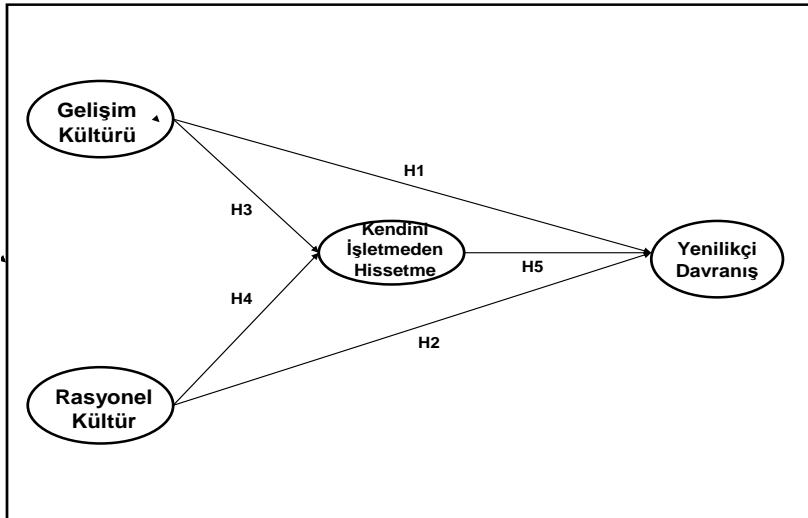 Gelişim
Kültürü
H1
H3
Kendini
İşletmeden
Hissetme
H5
Yenilikçi
Davranış
H4
H2
Rasyonel
Kültür